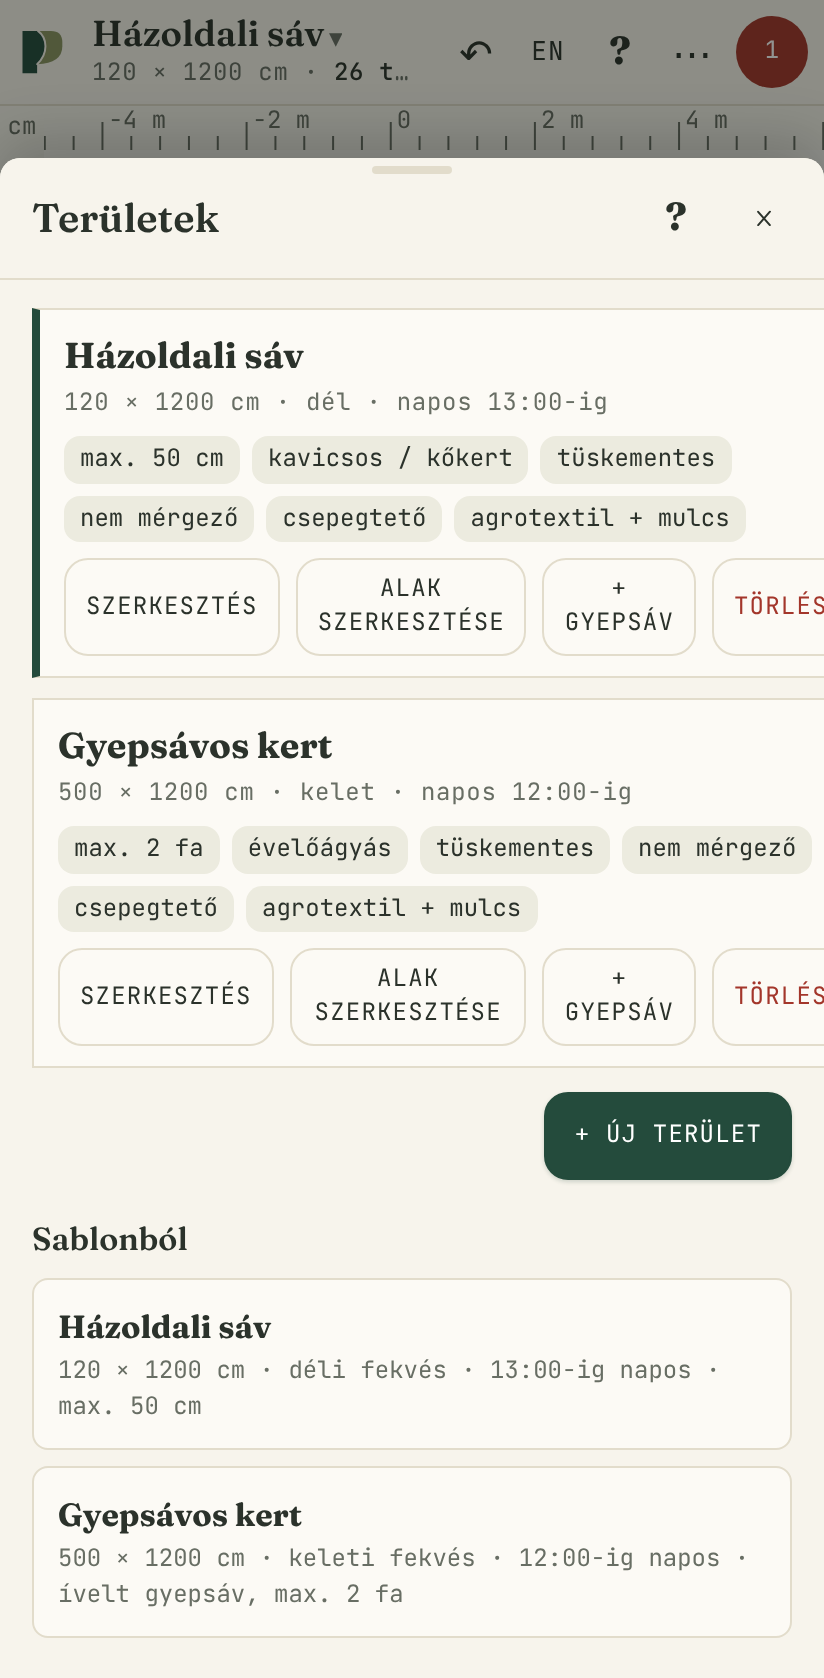 Házoldali sáv ▾
120 × 1200 cm · 26 t…
↶ EN ? … 1
cm -4 m -2 m 0 2 m 4 m
Területek ? ×
Házoldali sáv
120 × 1200 cm · dél · napos 13:00-ig
max. 50 cm kavicsos / kőkert tüskementes
nem mérgező csepegtető agrotextil + mulcs
SZERKESZTÉS ALAK SZERKESZTÉSE + GYEPSÁV TÖRLÉS
Gyepsávos kert
500 × 1200 cm · kelet · napos 12:00-ig
max. 2 fa évelőágyás tüskementes nem mérgező
csepegtető agrotextil + mulcs
SZERKESZTÉS ALAK SZERKESZTÉSE + GYEPSÁV TÖRLÉS
+ ÚJ TERÜLET
Sablonból
Házoldali sáv
120 × 1200 cm · déli fekvés · 13:00-ig napos ·
max. 50 cm
Gyepsávos kert
500 × 1200 cm · keleti fekvés · 12:00-ig napos ·
ívelt gyepsáv, max. 2 fa